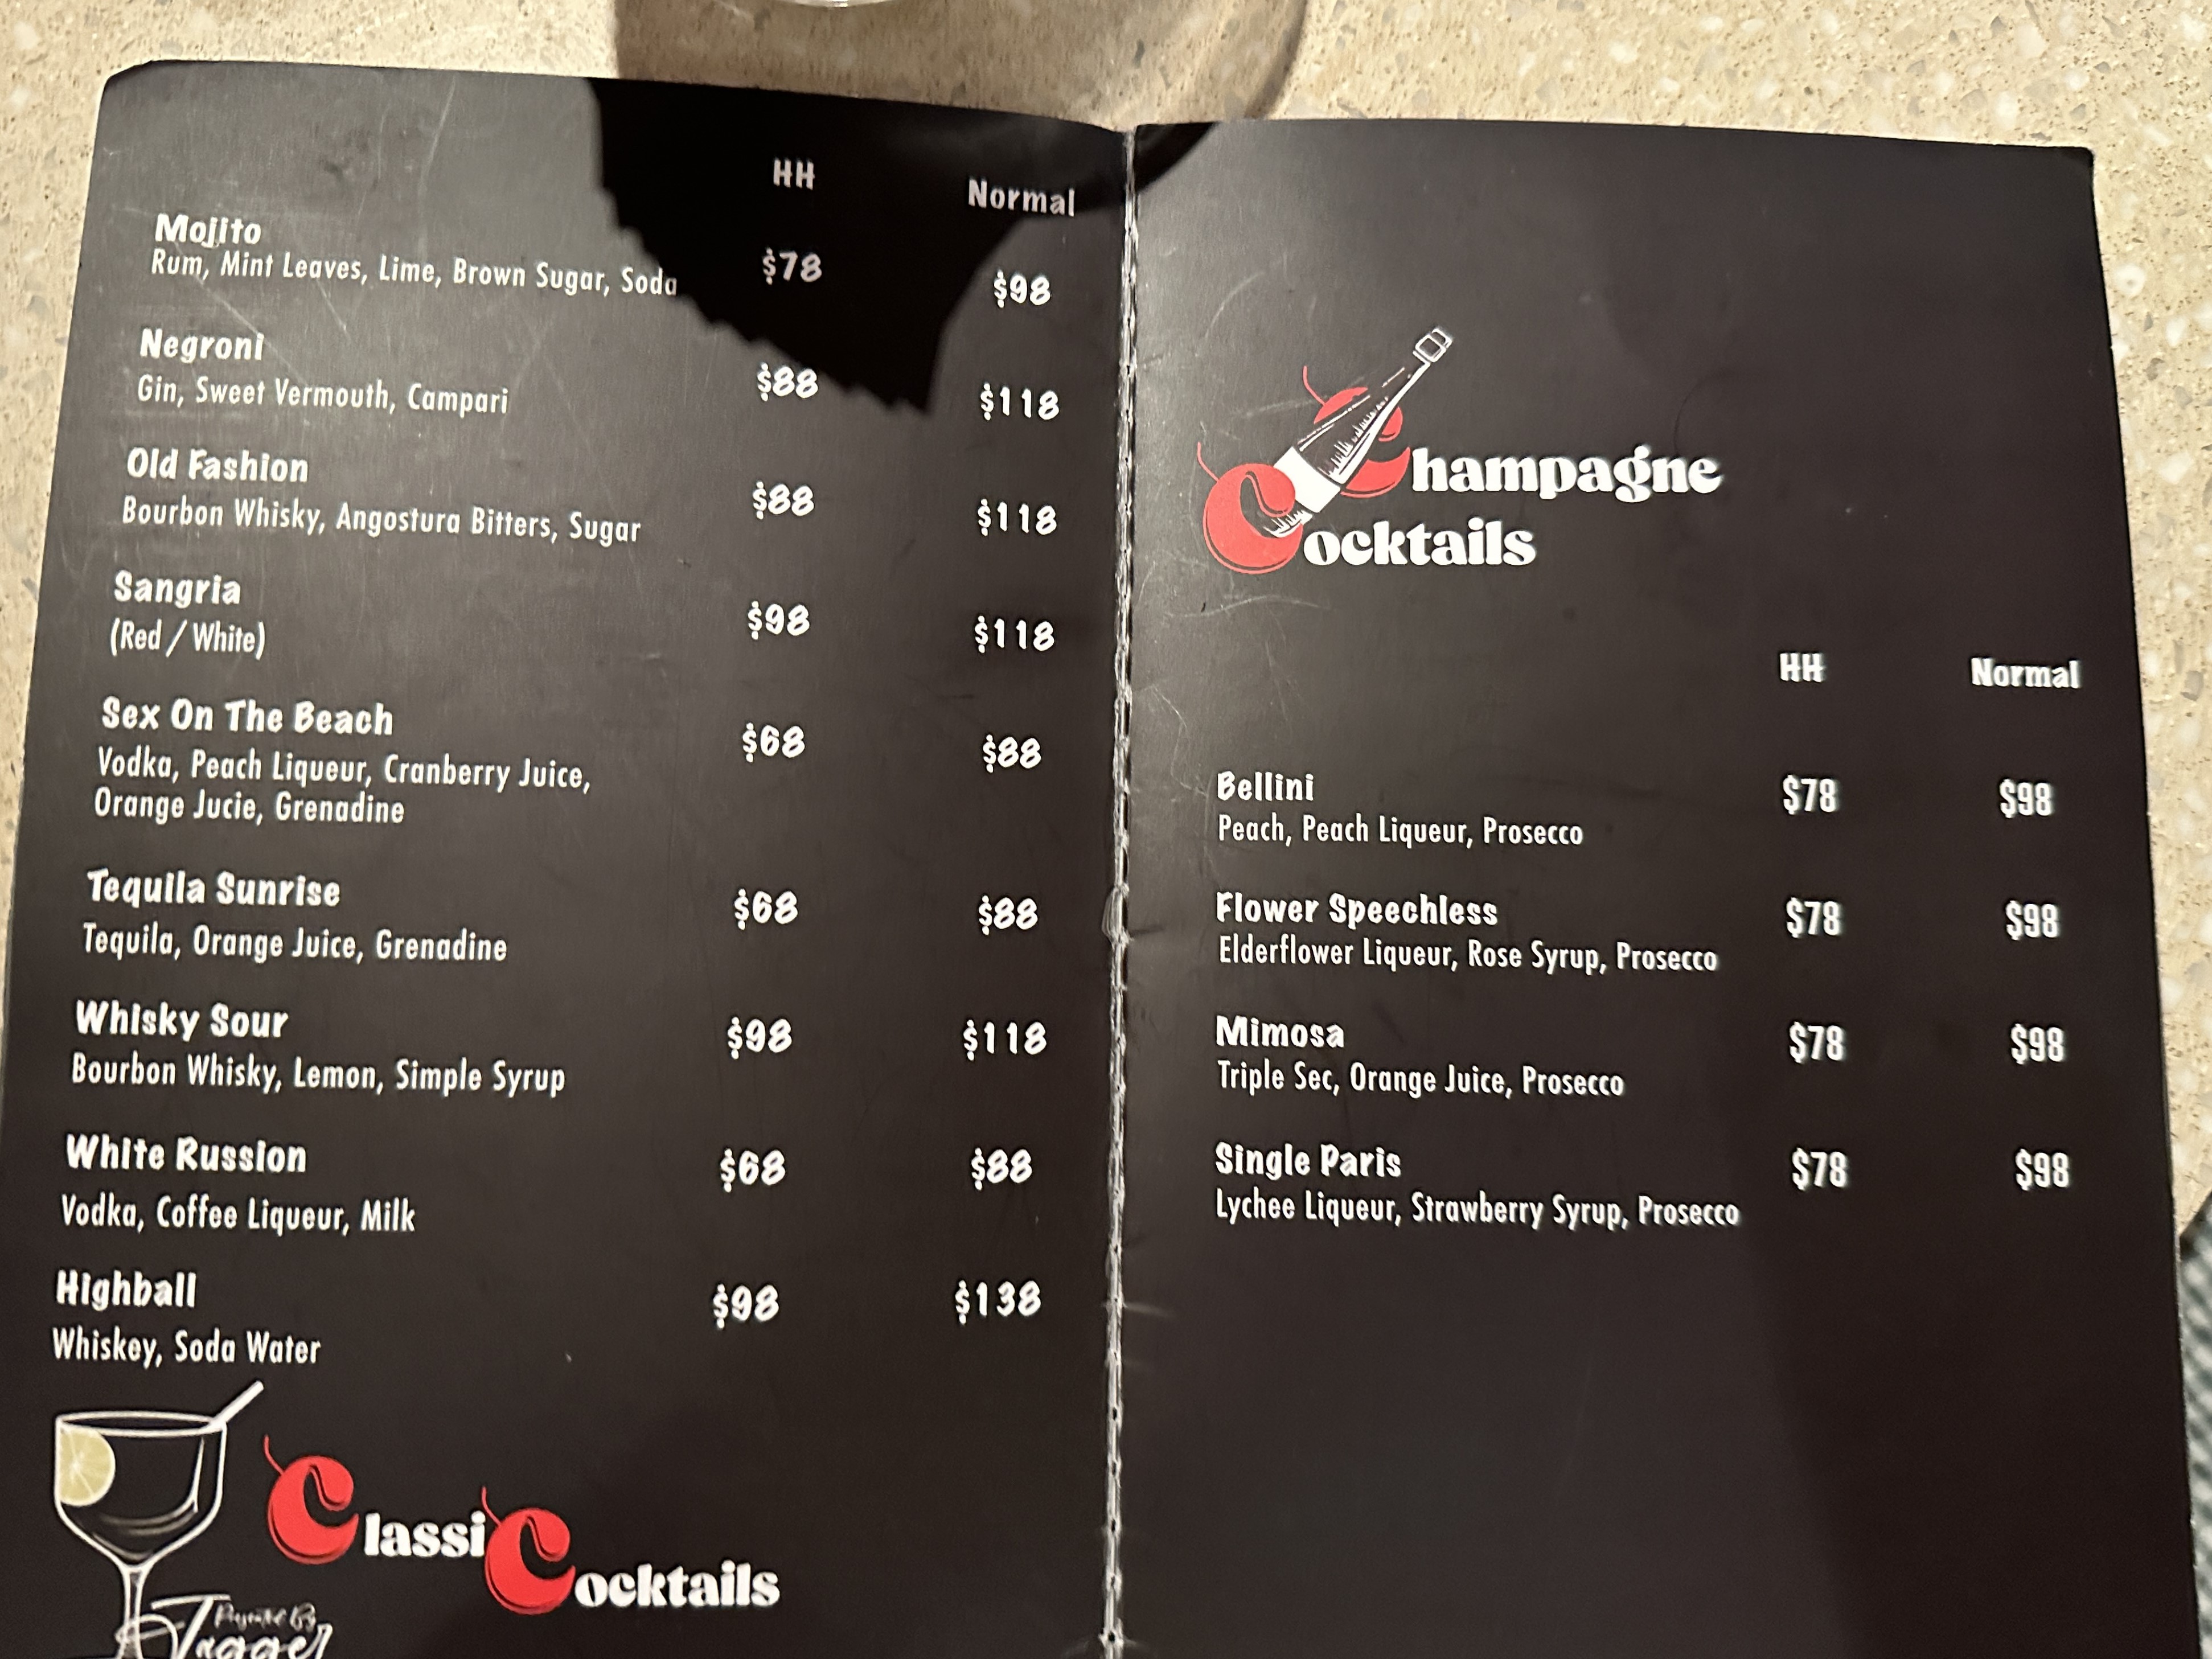 HH Normal
Mojito
Rum, Mint Leaves, Lime, Brown Sugar, Soda
$78 $98
Negroni
Gin, Sweet Vermouth, Campari
$88 $118
Old Fashion
Bourbon Whisky, Angostura Bitters, Sugar
$88 $118
Sangria
(Red / White)
$98 $118
Sex On The Beach
Vodka, Peach Liqueur, Cranberry Juice,
Orange Jucie, Grenadine
$68 $88
Tequila Sunrise
Tequila, Orange Juice, Grenadine
$68 $88
Whisky Sour
Bourbon Whisky, Lemon, Simple Syrup
$98 $118
White Russion
Vodka, Coffee Liqueur, Milk
$68 $88
Highball
Whiskey, Soda Water
$98 $138
ClassiC
Cocktails
Jagger
Champagne
Cocktails
HH Normal
Bellini
Peach, Peach Liqueur, Prosecco
$78 $98
Flower Speechless
Elderflower Liqueur, Rose Syrup, Prosecco
$78 $98
Mimosa
Triple Sec, Orange Juice, Prosecco
$78 $98
Single Paris
Lychee Liqueur, Strawberry Syrup, Prosecco
$78 $98